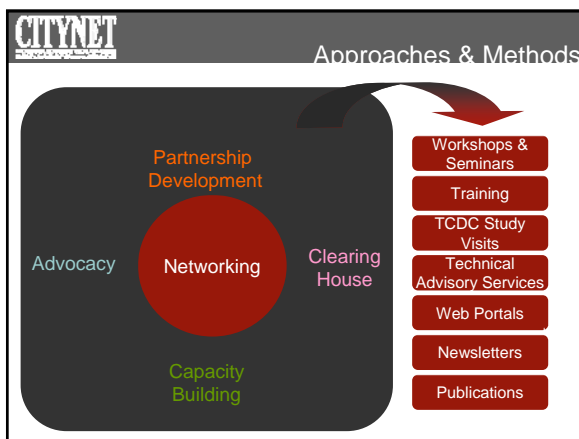 CITYNET
Approaches & Methods
Partnership
Development
Advocacy
Networking
Clearing
House
Capacity
Building
Workshops &
Seminars
Training
TCDC Study
Visits
Technical
Advisory Services
Web Portals
Newsletters
Publications